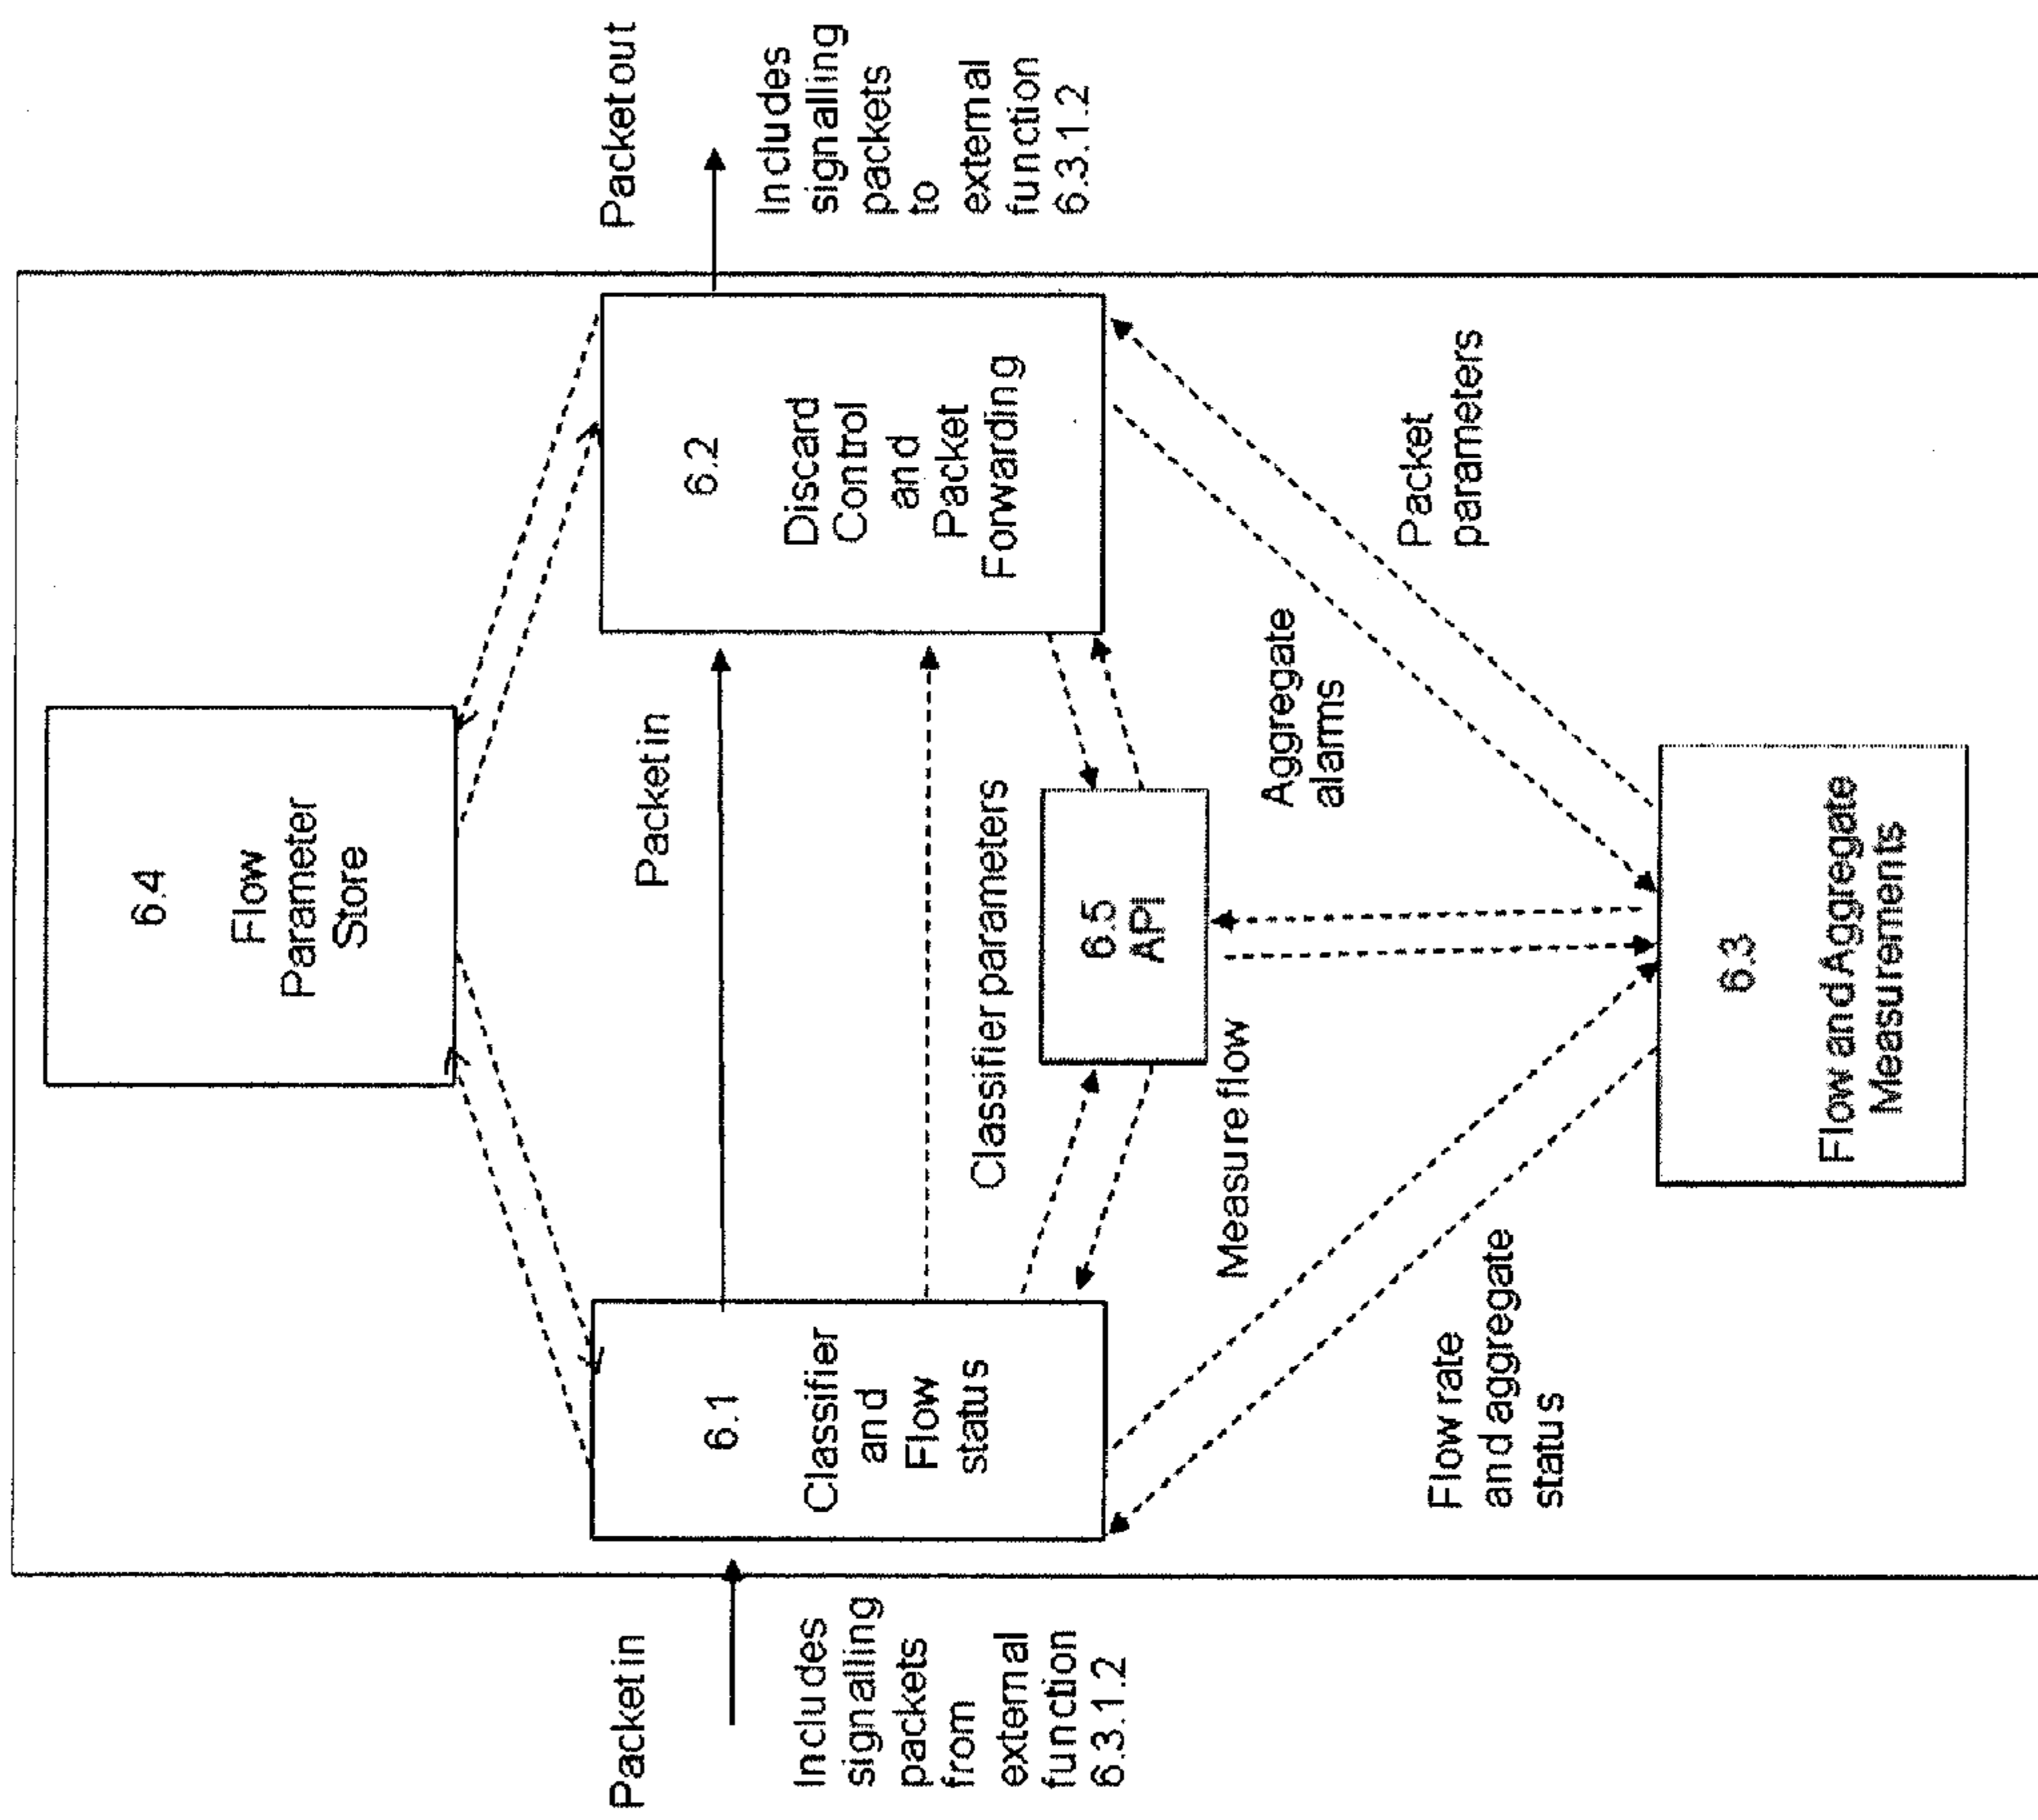 6.4
Flow
Parameter
Store
Packet in
Includes
signalling
packets
from
external
function
6.3.1.2
6.1
Classifier
and
Flow
status
Packet in
Classifier parameters
6.2
Discard
Control
and
Packet
Forwarding
Packet out
Includes
signalling
packets
to
external
function
6.3.1.2
6.5
API
Measure flow
Aggregate
alarms
Flow rate
and aggregate
status
Packet
parameters
6.3
Flow and Aggregate
Measurements